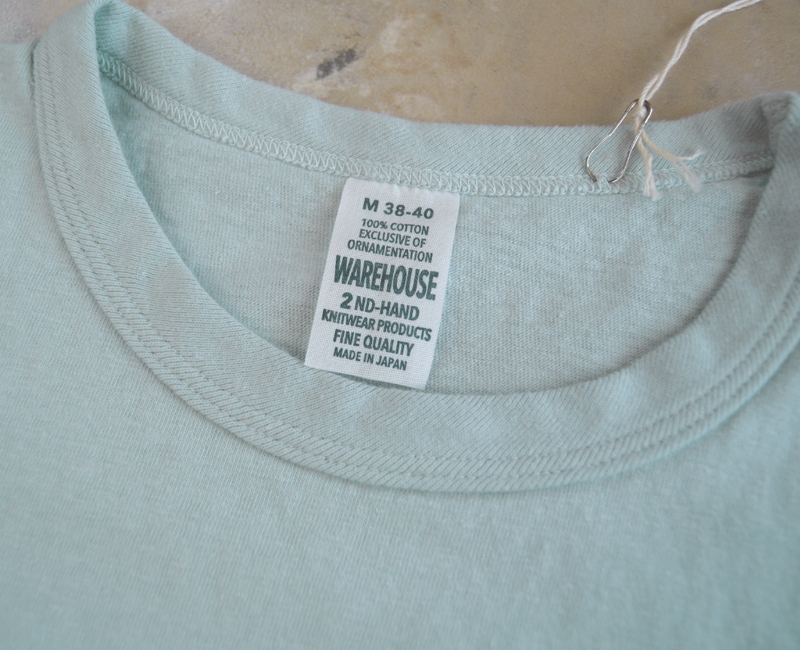 M 38-40
100% COTTON
EXCLUSIVE OF
ORNAMENTATION
WAREHOUSE
2ND-HAND
KNITWEAR PRODUCTS
FINE QUALITY
MADE IN JAPAN